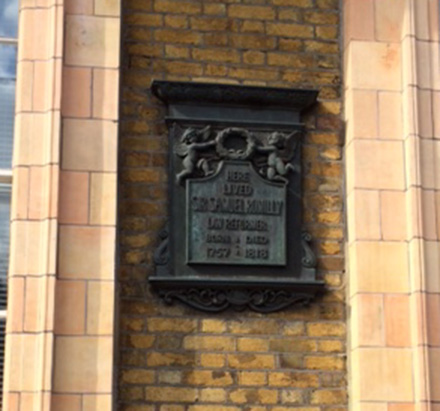 HERE
LIVED
SIR SAMUEL ROMILLY
LAW REFORMER
BORN & DIED
1757 & 1818